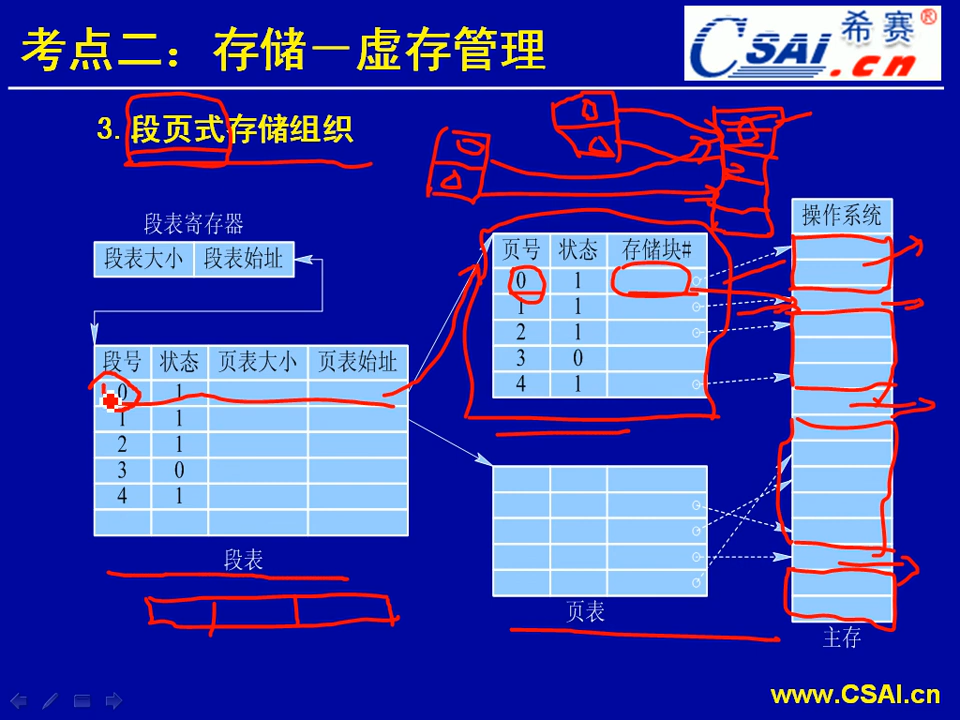 考点二：存储－虚存管理
CSAI.cn 希赛®
3.段页式存储组织
段表寄存器
段表大小 段表始址
段号 状态 页表大小 页表始址
0 1
1 1
2 1
3 0
4 1
段表
页号 状态 存储块#
0 1
1 1
2 1
3 0
4 1
页表
操作系统
主存
www.CSAI.cn